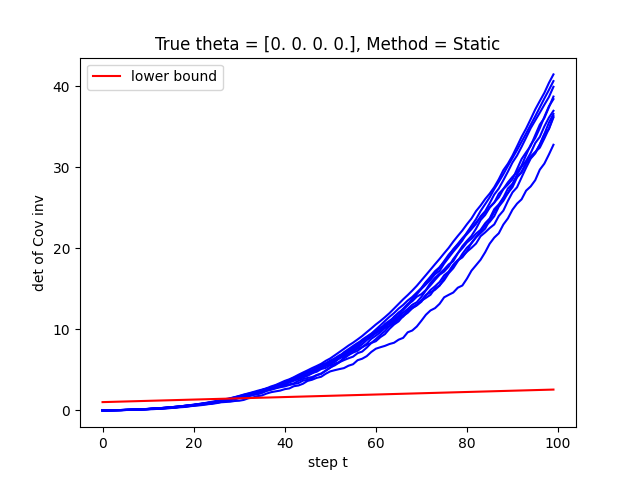 True theta = [0. 0. 0. 0.], Method = Static
lower bound
det of Cov inv
40
30
20
10
0
0 20 40 60 80 100
step t